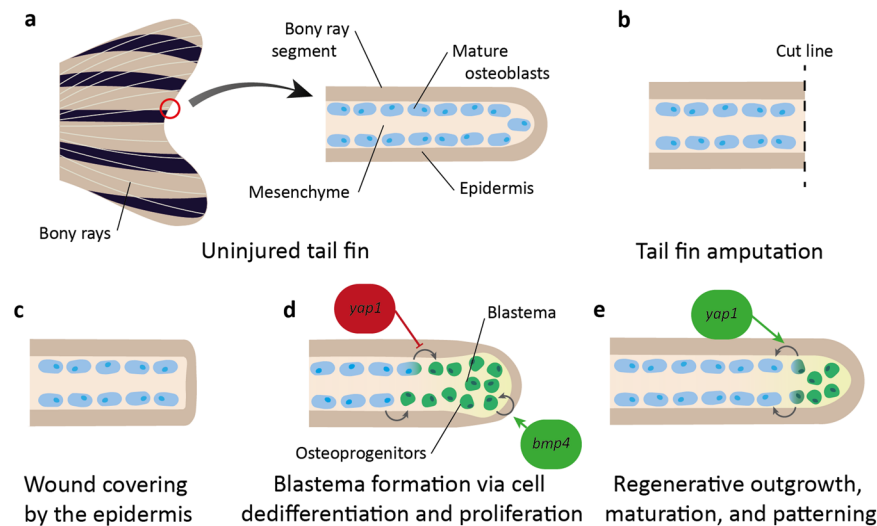 a
Bony ray
segment
Mature
osteoblasts
Mesenchyme
Epidermis
Bony rays
Uninjured tail fin
b
Cut line
Tail fin amputation
c
Wound covering
by the epidermis
d
yap1
Blastema
Osteoprogenitors
bmp4
Blastema formation via cell
dedifferentiation and proliferation
e
yap1
Regenerative outgrowth,
maturation, and patterning